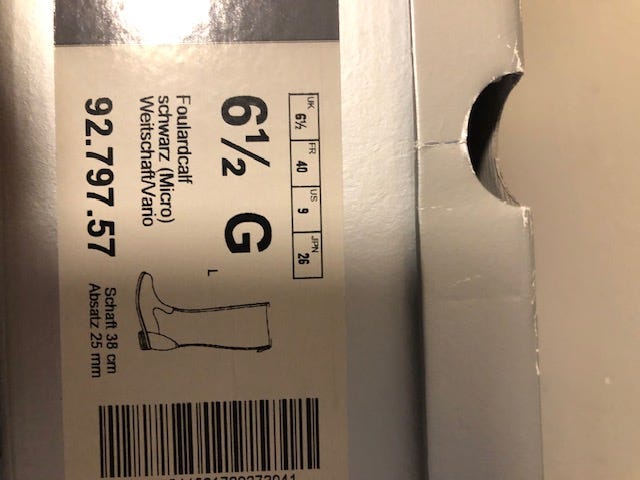 UK 6½ FR 40 US 9 JPN 26
6½ G
L
Foulardcalf
schwarz (Micro)
Weitschaft/Vario
92.797.57
Schaft 38 cm
Absatz 25 mm